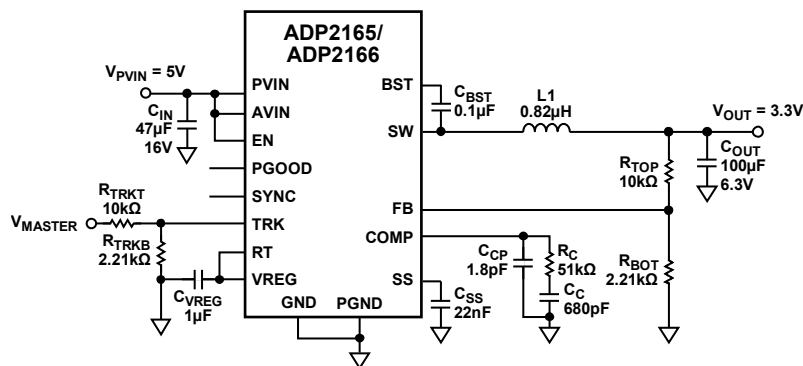 ADP2165/
ADP2166
V_PVIN = 5V
C_IN
47µF
16V
PVIN
AVIN
EN
PGOOD
SYNC
TRK
RT
VREG
GND
PGND
BST
SW
FB
COMP
SS
C_BST
0.1µF
L1
0.82µH
V_OUT = 3.3V
C_OUT
100µF
6.3V
R_TOP
10kΩ
R_BOT
2.21kΩ
V_MASTER
R_TRKT
10kΩ
R_TRKB
2.21kΩ
C_VREG
1µF
C_CP
1.8pF
R_C
51kΩ
C_C
680pF
C_SS
22nF